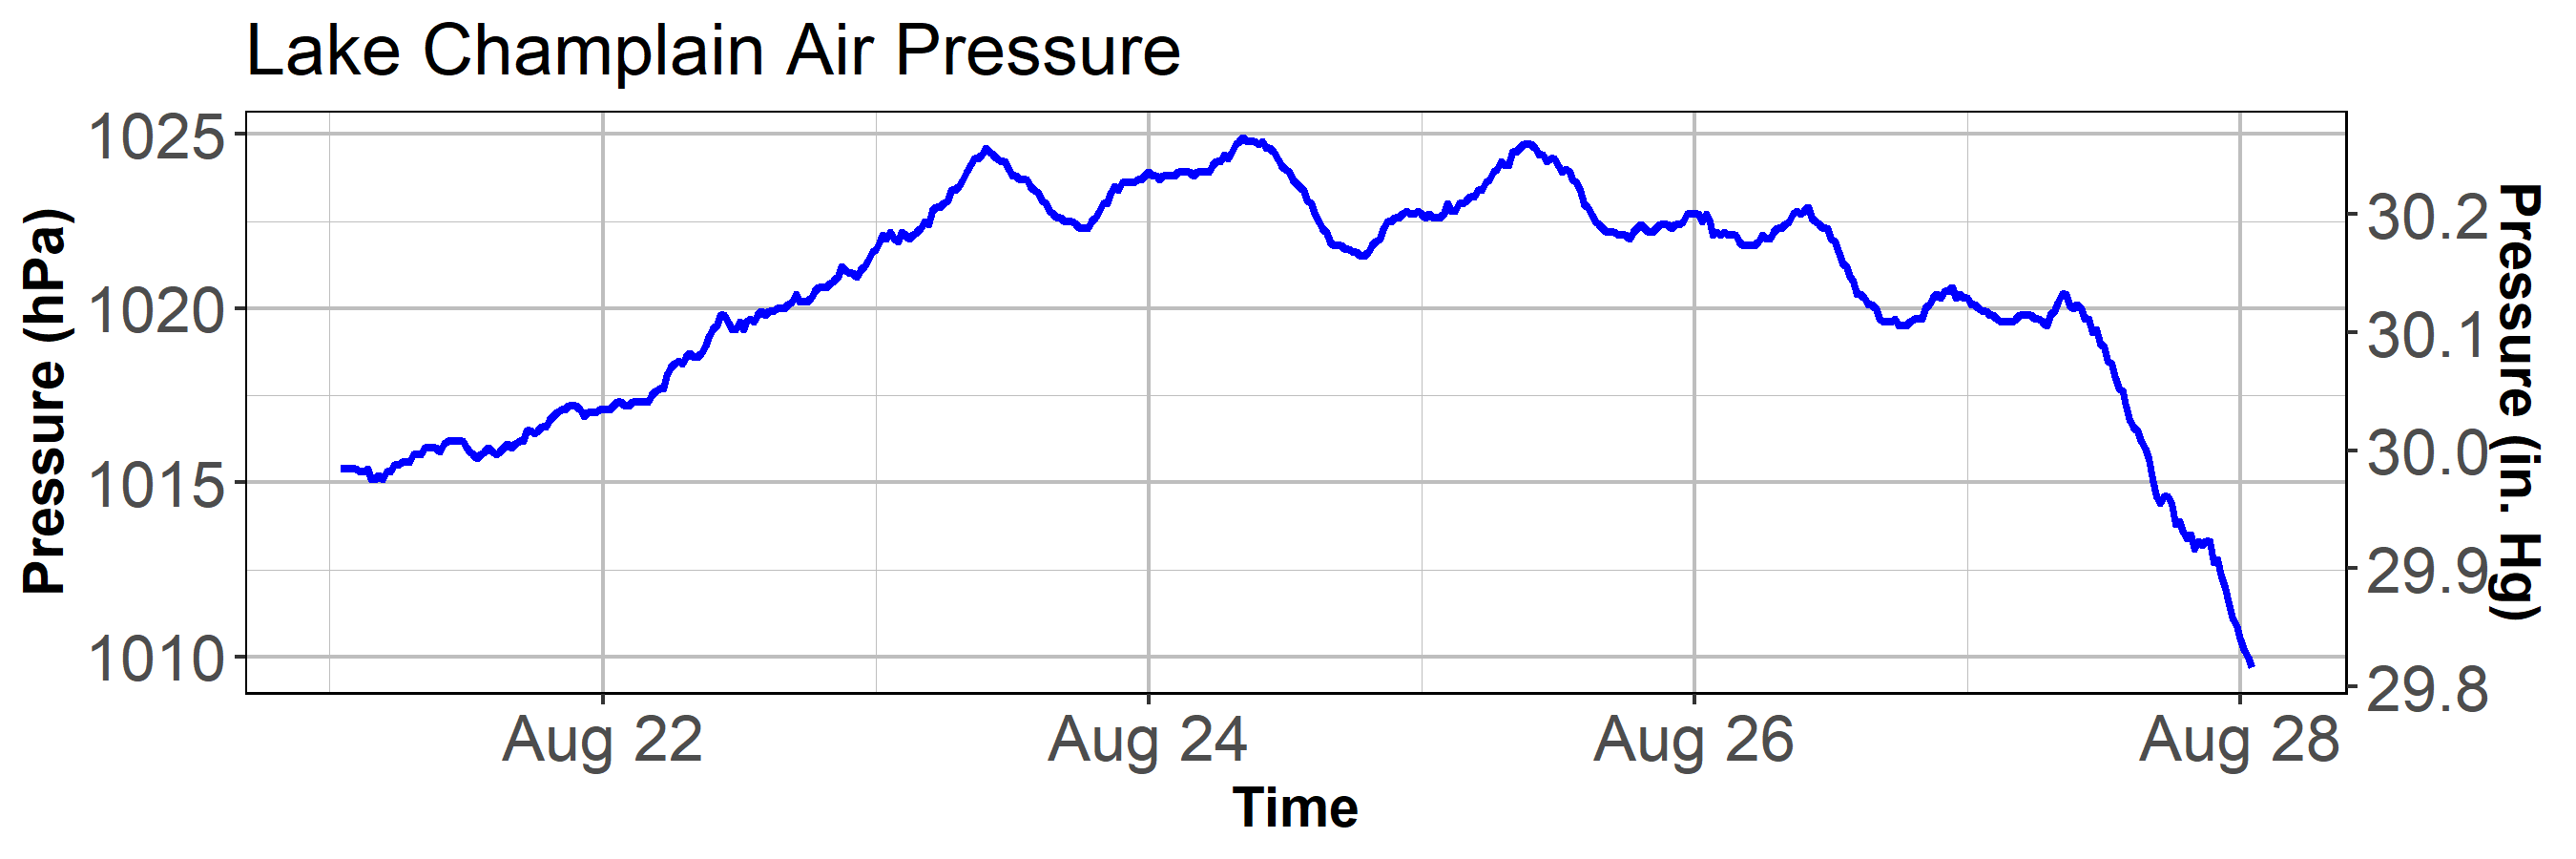 Lake Champlain Air Pressure
Pressure (hPa)
1025
1020
1015
1010
30.2
30.1
30.0
29.9
29.8
Pressure (in. Hg)
Aug 22 Aug 24 Aug 26 Aug 28
Time